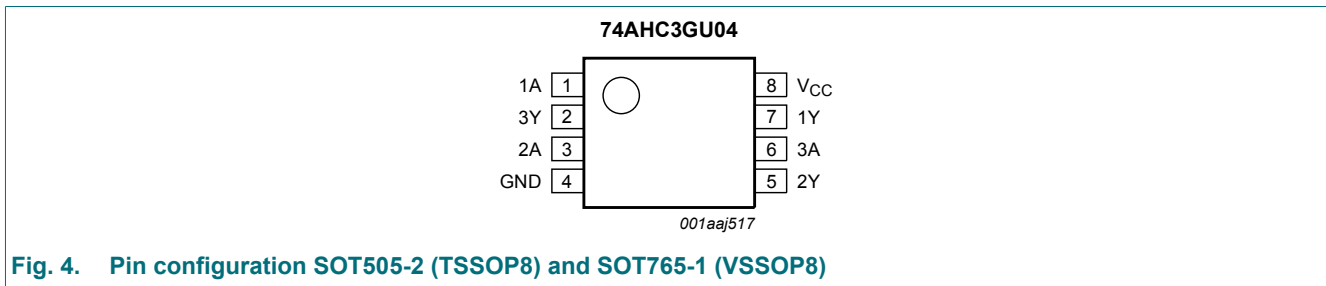 74AHC3GU04
1A 1 8 VCC
3Y 2 7 1Y
2A 3 6 3A
GND 4 5 2Y
001aaj517
Fig. 4. Pin configuration SOT505-2 (TSSOP8) and SOT765-1 (VSSOP8)